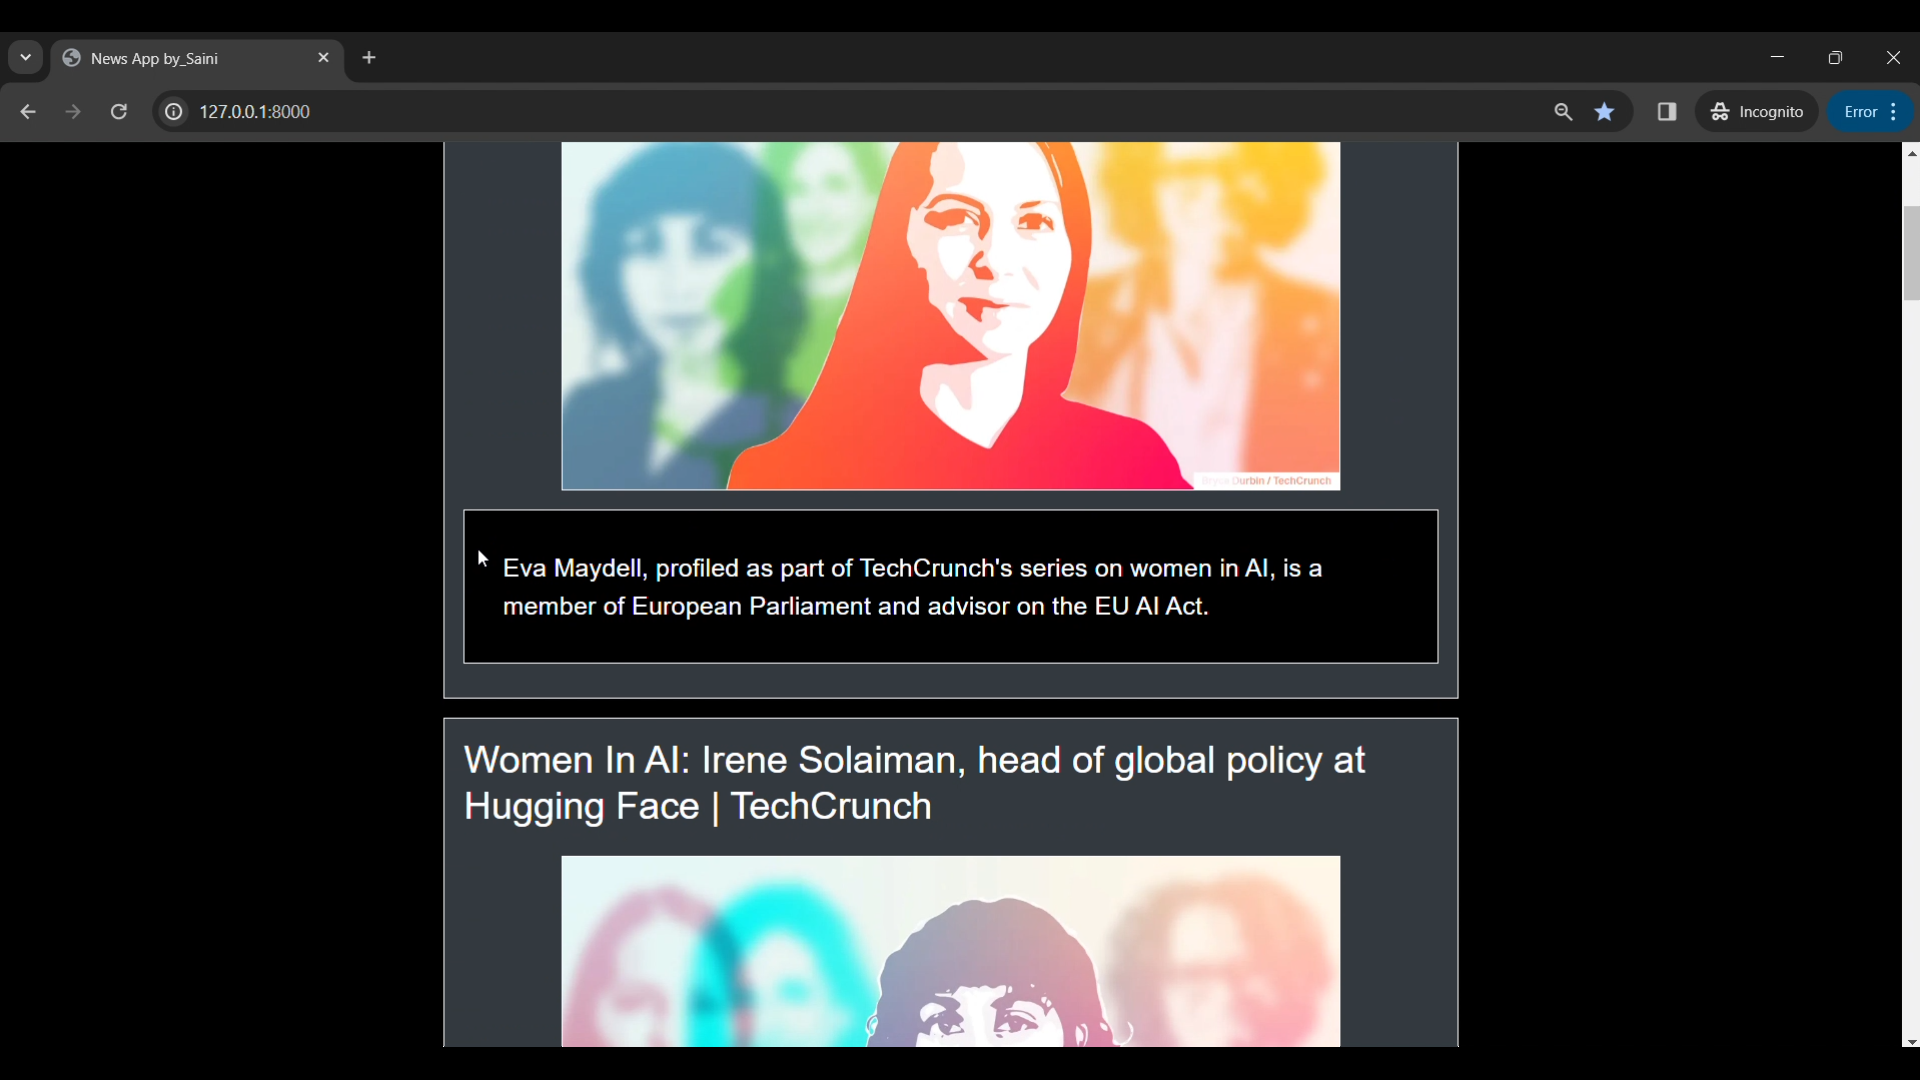 News App by_Saini
127.0.0.1:8000
Incognito
Error
Durbin / TechCrunch
Eva Maydell, profiled as part of TechCrunch's series on women in AI, is a
member of European Parliament and advisor on the EU AI Act.
Women In AI: Irene Solaiman, head of global policy at
Hugging Face | TechCrunch